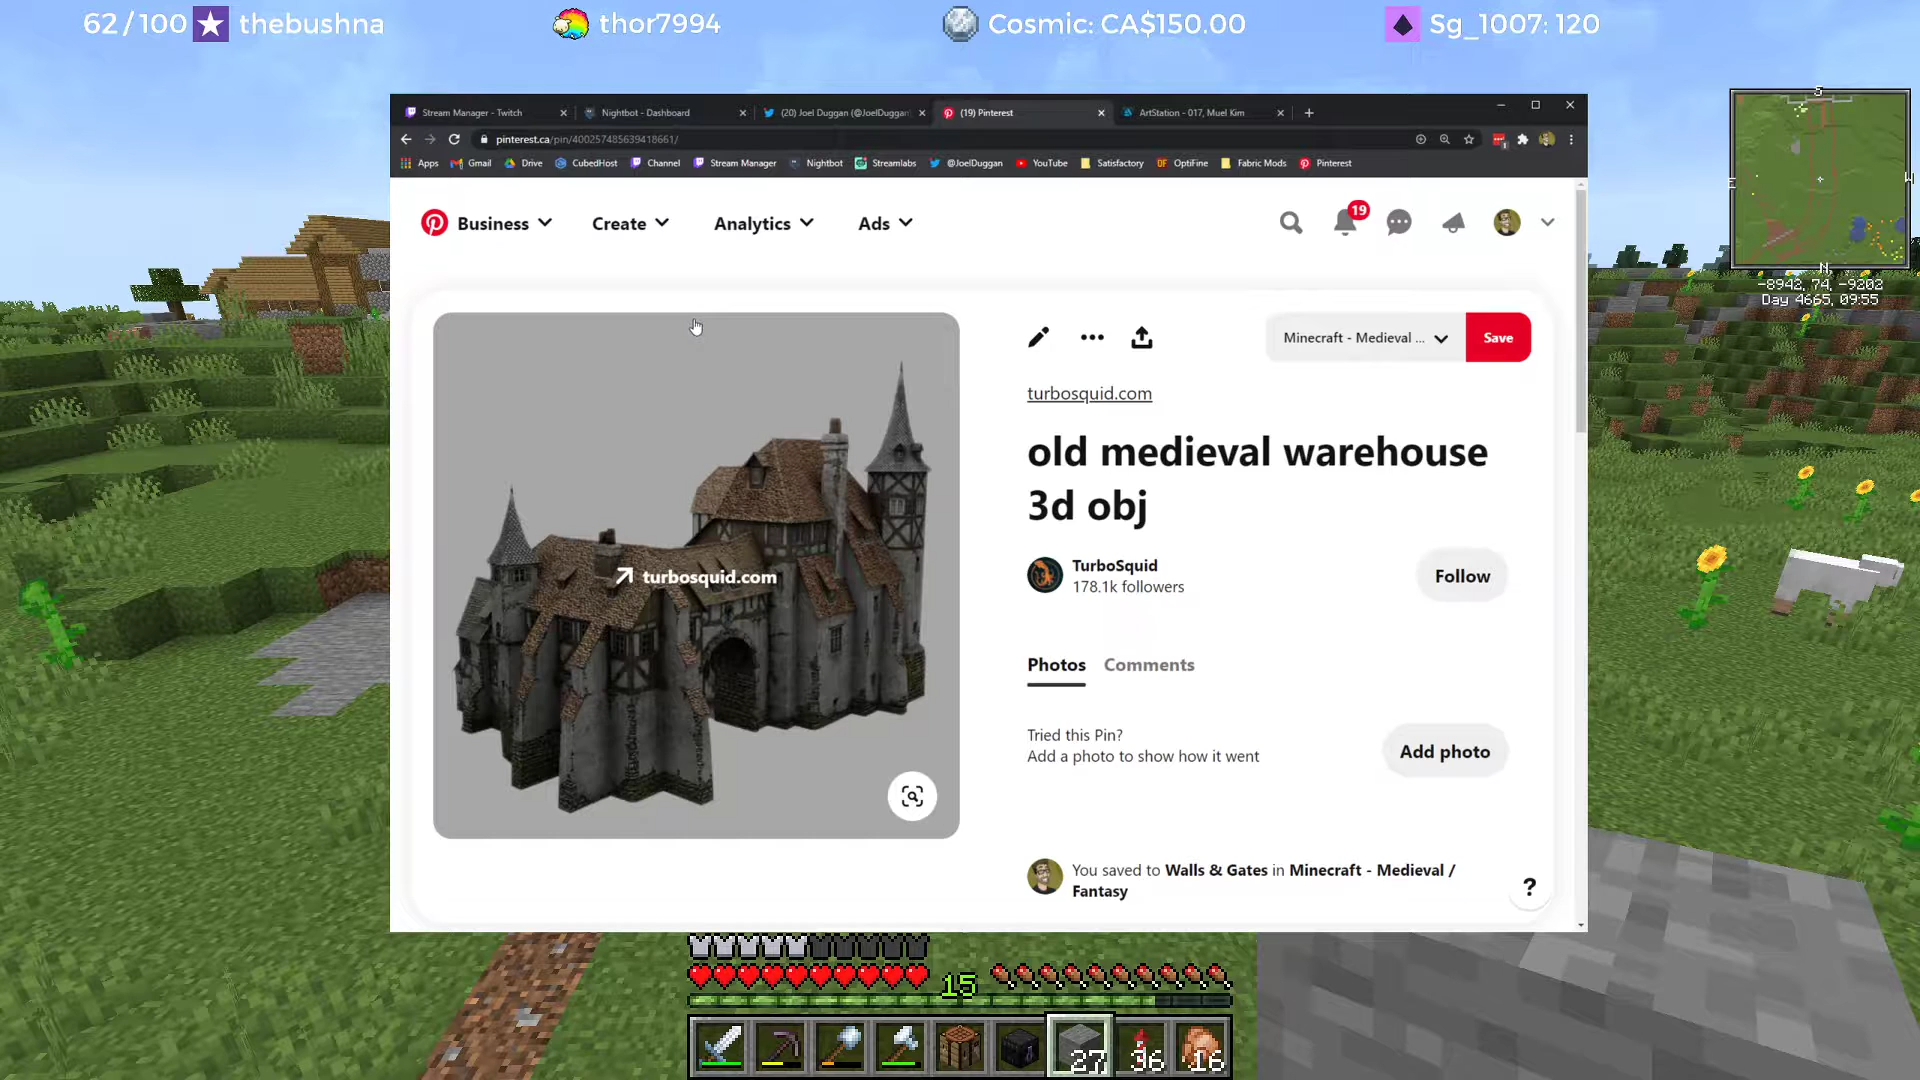 62/100 thebushna
thor7994
Cosmic: CA$150.00
Sg_1007: 120
Stream Manager - Twitch
Nightbot - Dashboard
(20) Joel Duggan (@JoelDuggan
(19) Pinterest
ArtStation - 017, Muel Kim
pinterest.ca/pin/400257485639418661/
Apps Gmail Drive CubedHost Channel Stream Manager Nightbot Streamlabs @JoelDuggan YouTube Satisfactory OptiFine Fabric Mods Pinterest
Business Create Analytics Ads
19
Minecraft - Medieval ... Save
turbosquid.com
old medieval warehouse
3d obj
TurboSquid
178.1k followers
Follow
turbosquid.com
Photos Comments
Tried this Pin?
Add a photo to show how it went
Add photo
You saved to Walls & Gates in Minecraft - Medieval /
Fantasy
?
S
E
W
N
-8942, 74, -9202
Day 4665, 09:55
15
27 36 16